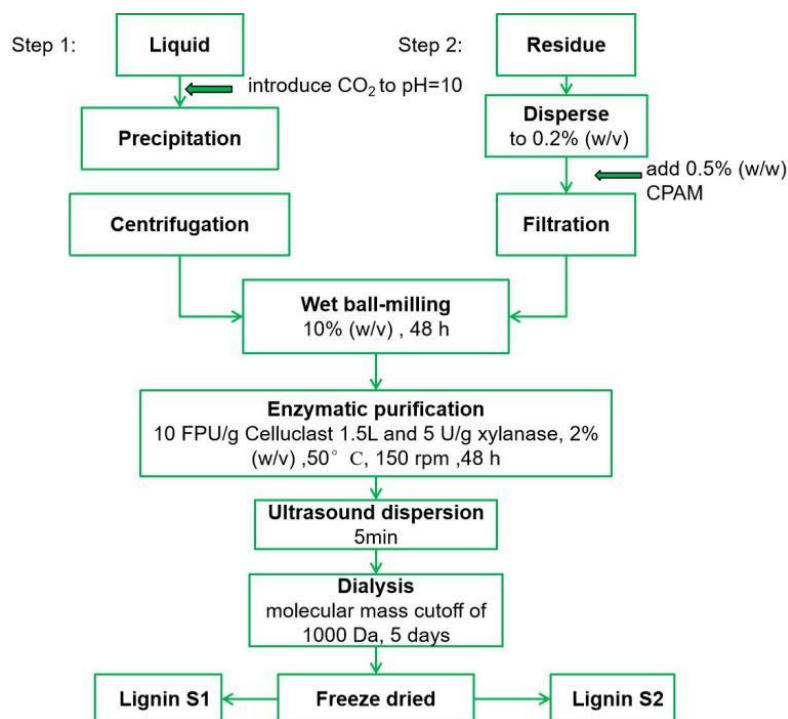 Step 1:
Liquid
introduce CO₂ to pH=10
Precipitation
Centrifugation
Step 2:
Residue
Disperse
to 0.2% (w/v)
add 0.5% (w/w)
CPAM
Filtration
Wet ball-milling
10% (w/v) , 48 h
Enzymatic purification
10 FPU/g Celluclast 1.5L and 5 U/g xylanase, 2%
(w/v) ,50° C, 150 rpm ,48 h
Ultrasound dispersion
5min
Dialysis
molecular mass cutoff of
1000 Da, 5 days
Lignin S1
Freeze dried
Lignin S2